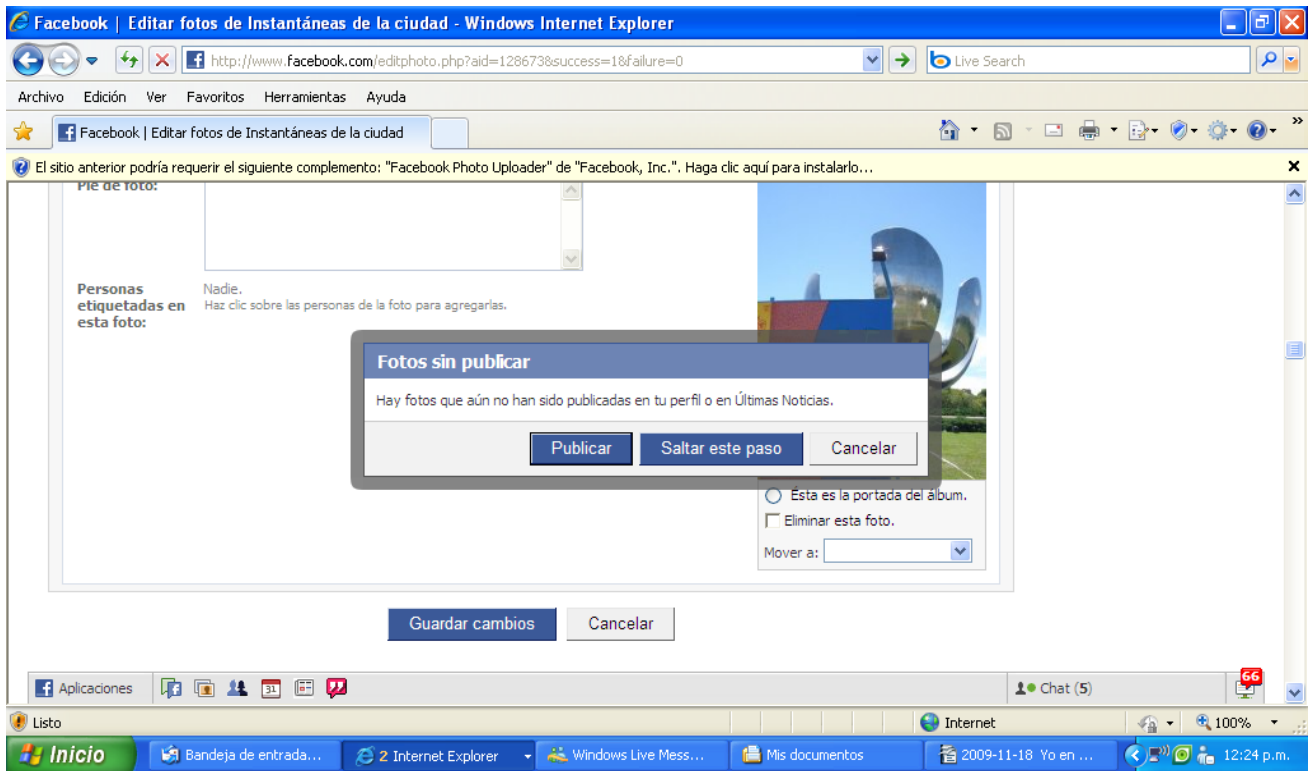 Facebook | Editar fotos de Instantáneas de la ciudad - Windows Internet Explorer
http://www.facebook.com/editphoto.php?aid=128673&success=1&failure=0
Live Search
Archivo Edición Ver Favoritos Herramientas Ayuda
Facebook | Editar fotos de Instantáneas de la ciudad
El sitio anterior podría requerir el siguiente complemento: "Facebook Photo Uploader" de "Facebook, Inc.". Haga clic aquí para instalarlo...
Pie de foto:
Personas etiquetadas en esta foto:
Nadie.
Haz clic sobre las personas de la foto para agregarlas.
Fotos sin publicar
Hay fotos que aún no han sido publicadas en tu perfil o en Últimas Noticias.
Publicar Saltar este paso Cancelar
Ésta es la portada del álbum.
Eliminar esta foto.
Mover a:
Guardar cambios Cancelar
Aplicaciones
31
Chat (5)
66
Listo
Internet
100%
Inicio
Bandeja de entrada...
2 Internet Explorer
Windows Live Mess...
Mis documentos
2009-11-18 Yo en ...
12:24 p.m.